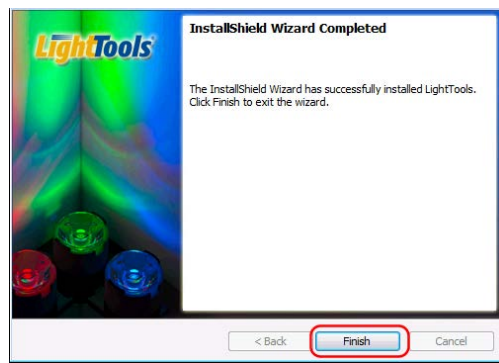 LightTools
InstallShield Wizard Completed
The InstallShield Wizard has successfully installed LightTools.
Click Finish to exit the wizard.
< Back
Finish
Cancel